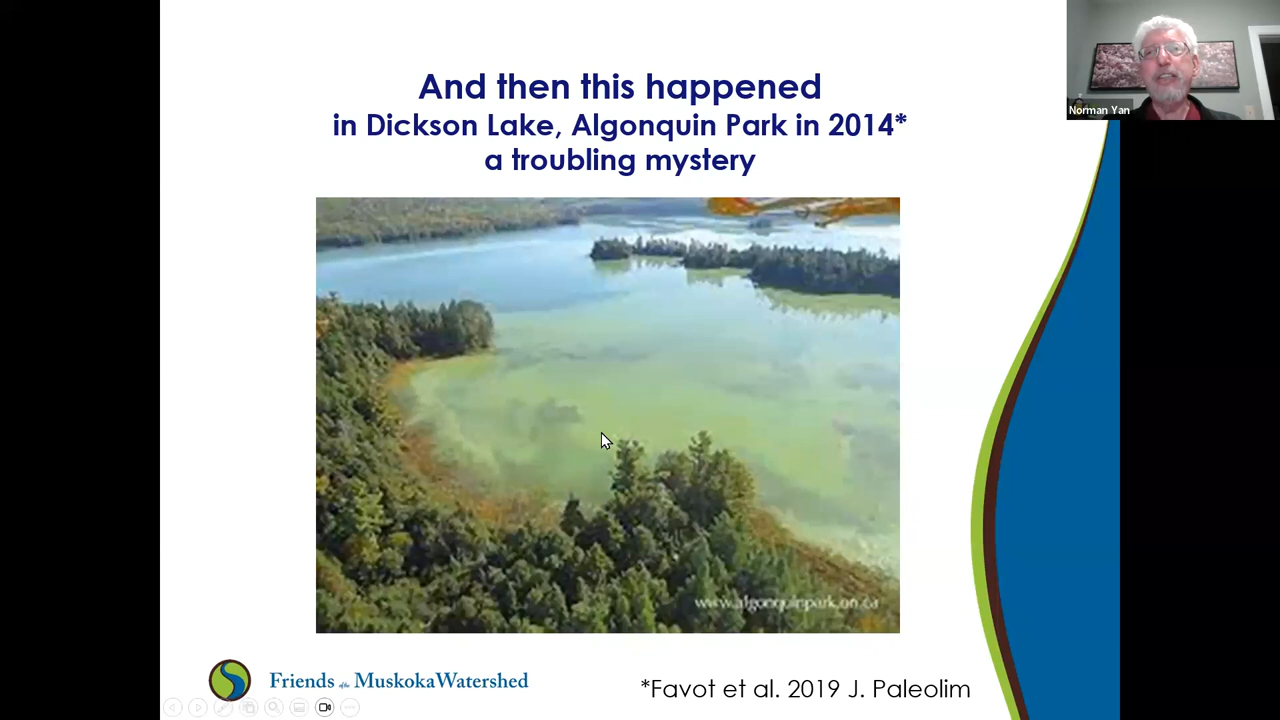 And then this happened
in Dickson Lake, Algonquin Park in 2014*
a troubling mystery
Norman Yan
www.algonquinpark.on.ca
Friends of the MuskokaWatershed
*Favot et al. 2019 J. Paleolim